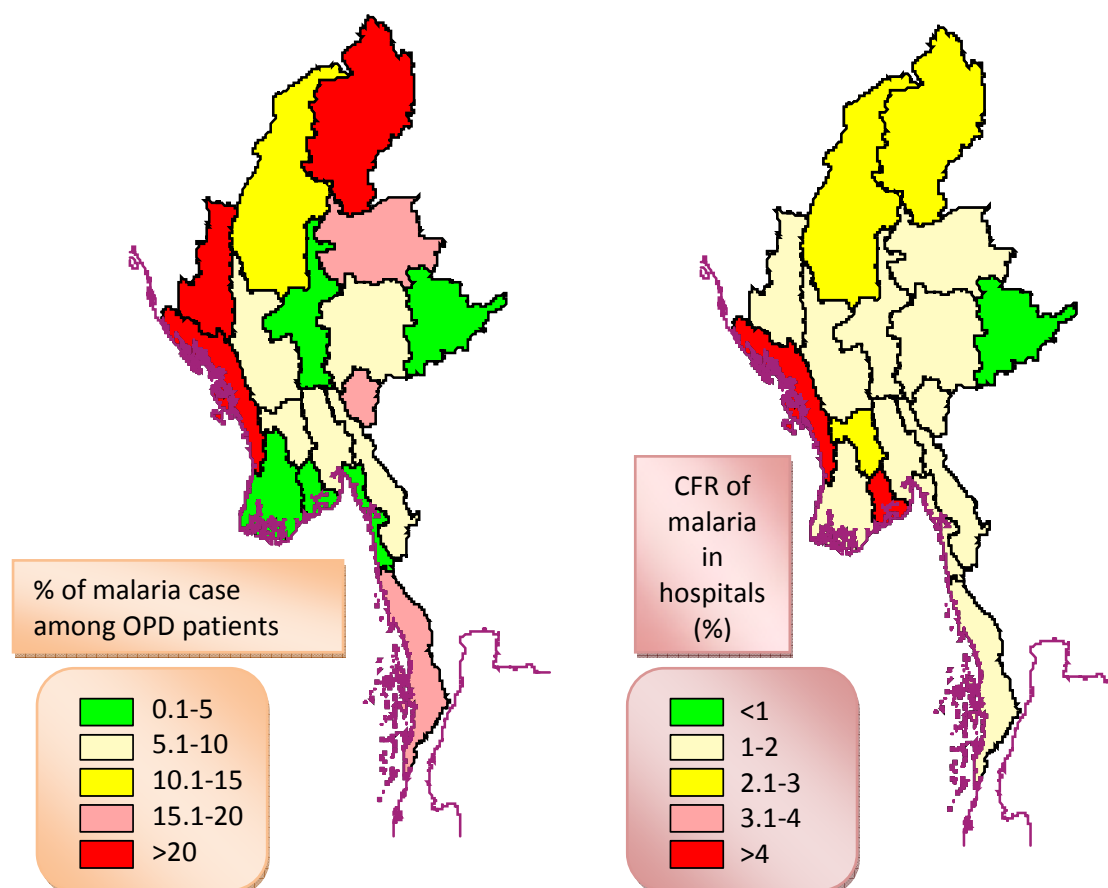 % of malaria case
among OPD patients
0.1-5
5.1-10
10.1-15
15.1-20
>20
CFR of
malaria
in
hospitals
(%)
<1
1-2
2.1-3
3.1-4
>4